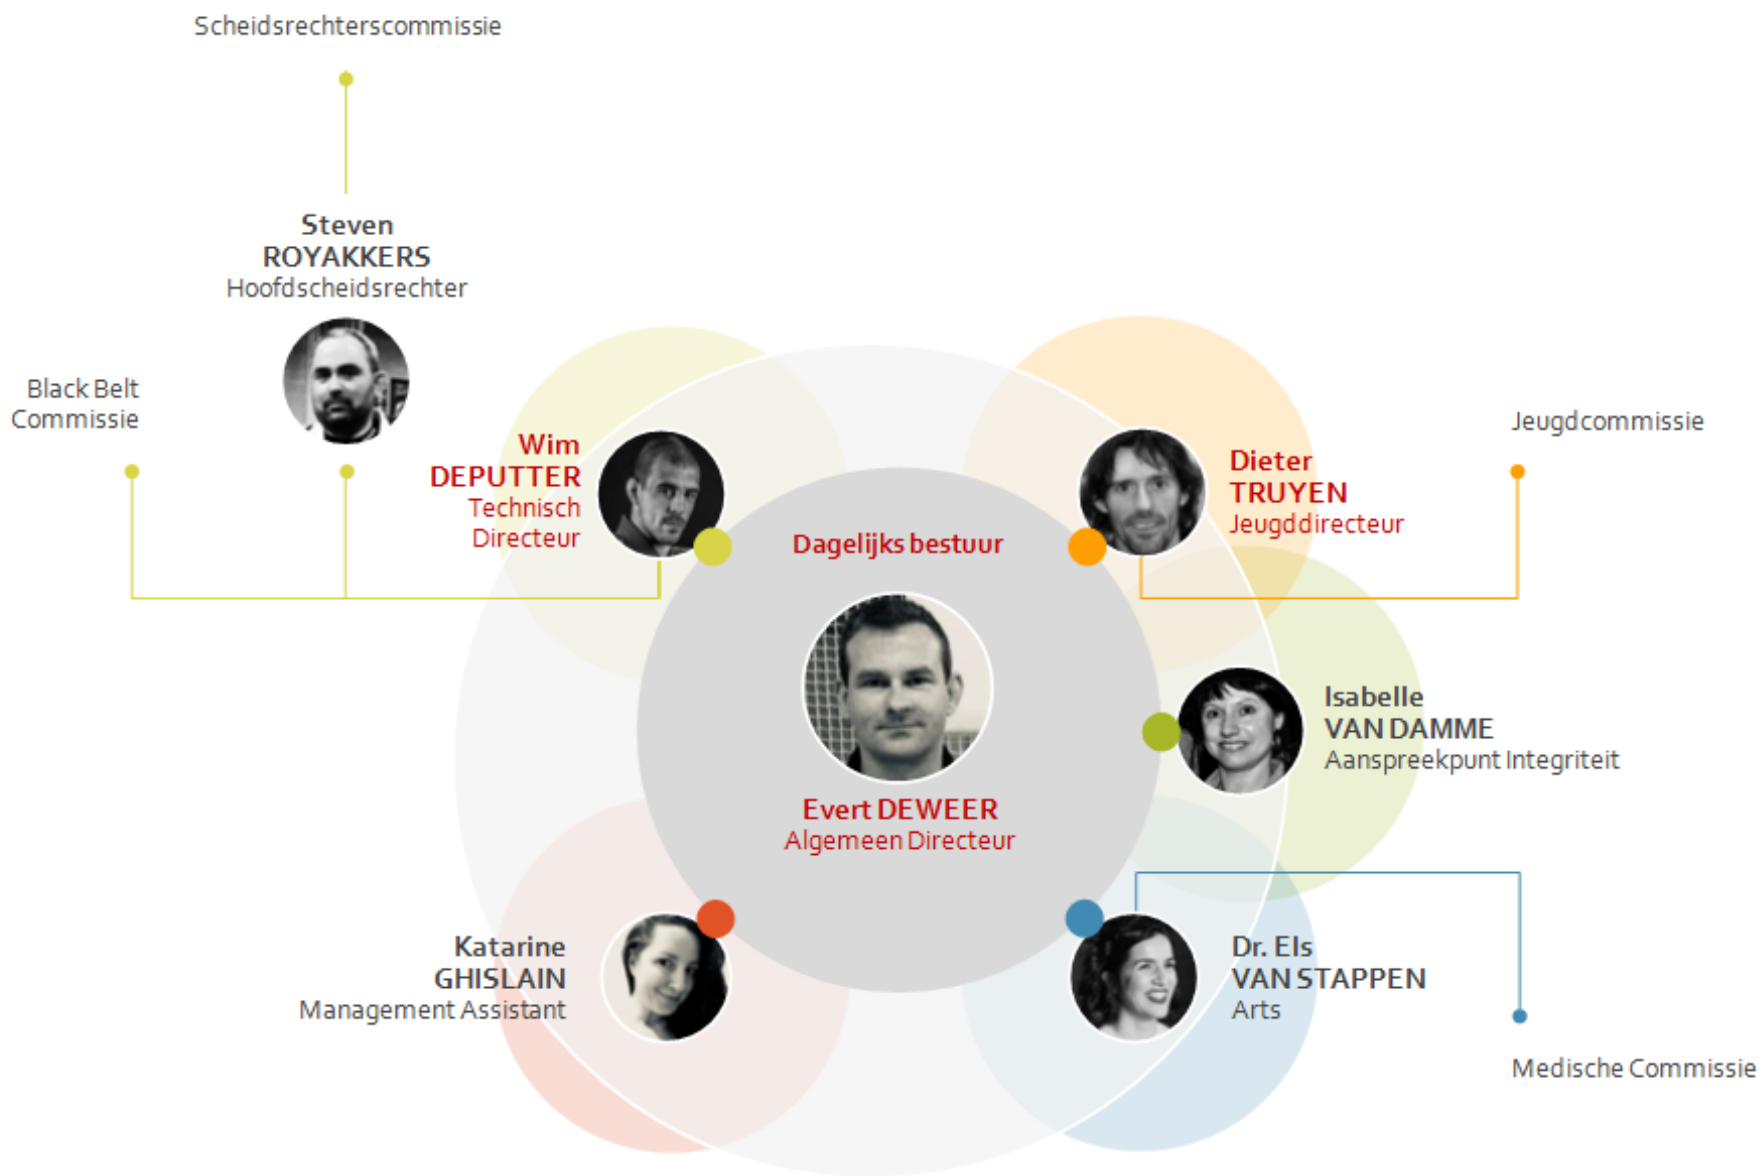 Scheidsrechterscommissie
Steven
ROYAKKERS
Hoofdscheidsrechter
Black Belt
Commissie
Wim
DEPUTTER
Technisch
Directeur
Dagelijks bestuur
Dieter
TRUYEN
Jeugddirecteur
Jeugdcommissie
Isabelle
VAN DAMME
Aanspreekpunt Integriteit
Evert DEWEER
Algemeen Directeur
Katarine
GHISLAIN
Management Assistant
Dr. Els
VAN STAPPEN
Arts
Medische Commissie